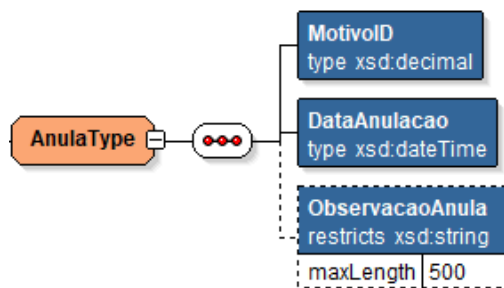 MotivoID
type xsd:decimal
AnulaType
DataAnulacao
type xsd:dateTime
ObservacaoAnula
restricts xsd:string
maxLength 500